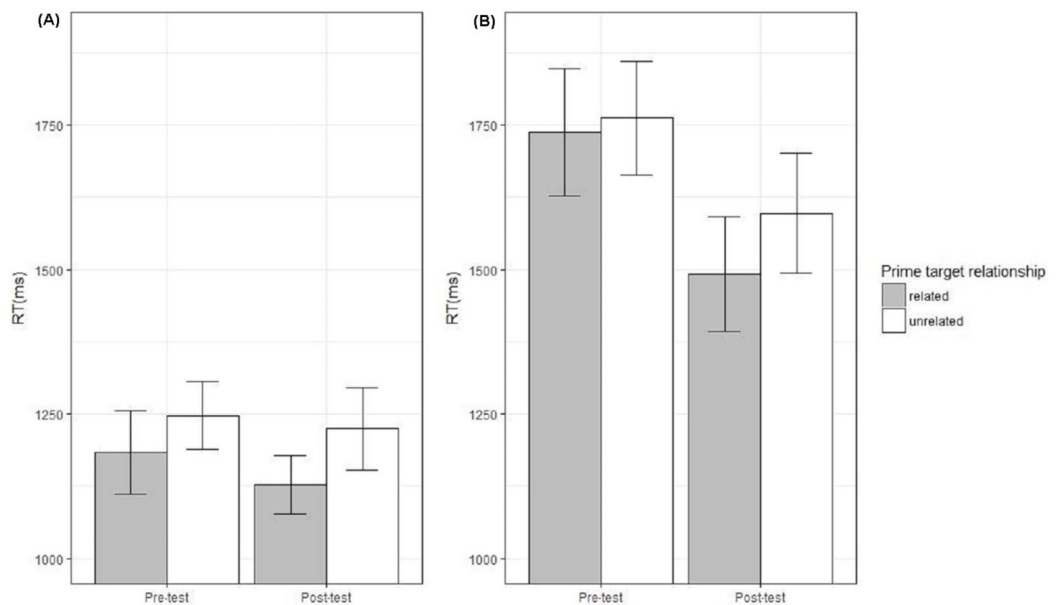 (A)
RT(ms)
1750
1500
1250
1000
Pre-test
Post-test
(B)
RT(ms)
1750
1500
1250
1000
Pre-test
Post-test
Prime target relationship
related
unrelated